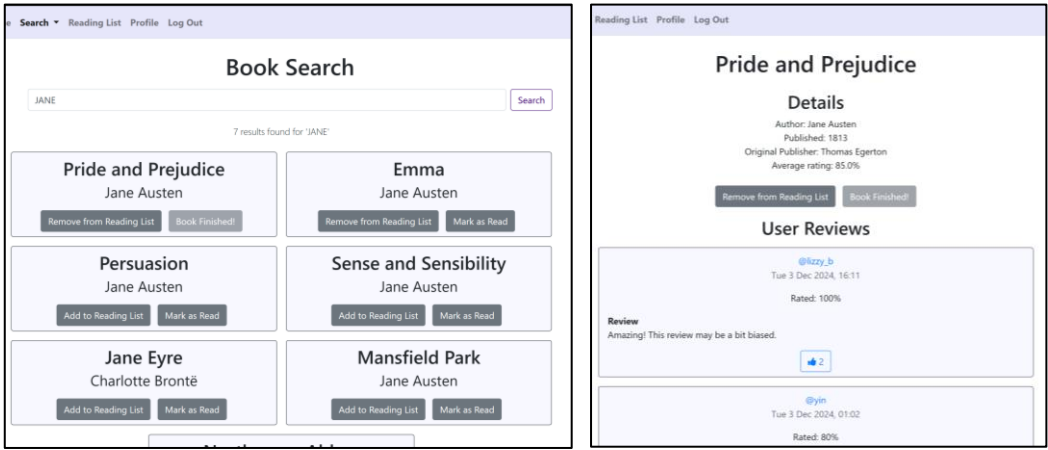 Search Reading List Profile Log Out
Book Search
JANE Search
7 results found for 'JANE'
Pride and Prejudice
Jane Austen
Remove from Reading List Book Finished!
Emma
Jane Austen
Remove from Reading List Mark as Read
Persuasion
Jane Austen
Add to Reading List Mark as Read
Sense and Sensibility
Jane Austen
Add to Reading List Mark as Read
Jane Eyre
Charlotte Brontë
Add to Reading List Mark as Read
Mansfield Park
Jane Austen
Add to Reading List Mark as Read
Reading List Profile Log Out
Pride and Prejudice
Details
Author: Jane Austen
Published: 1813
Original Publisher: Thomas Egerton
Average rating: 85.0%
Remove from Reading List Book Finished!
User Reviews
@lizzy_b
Tue 3 Dec 2024, 16:11
Rated: 100%
Review
Amazing! This review may be a bit biased.
2
@yin
Tue 3 Dec 2024, 01:02
Rated: 80%